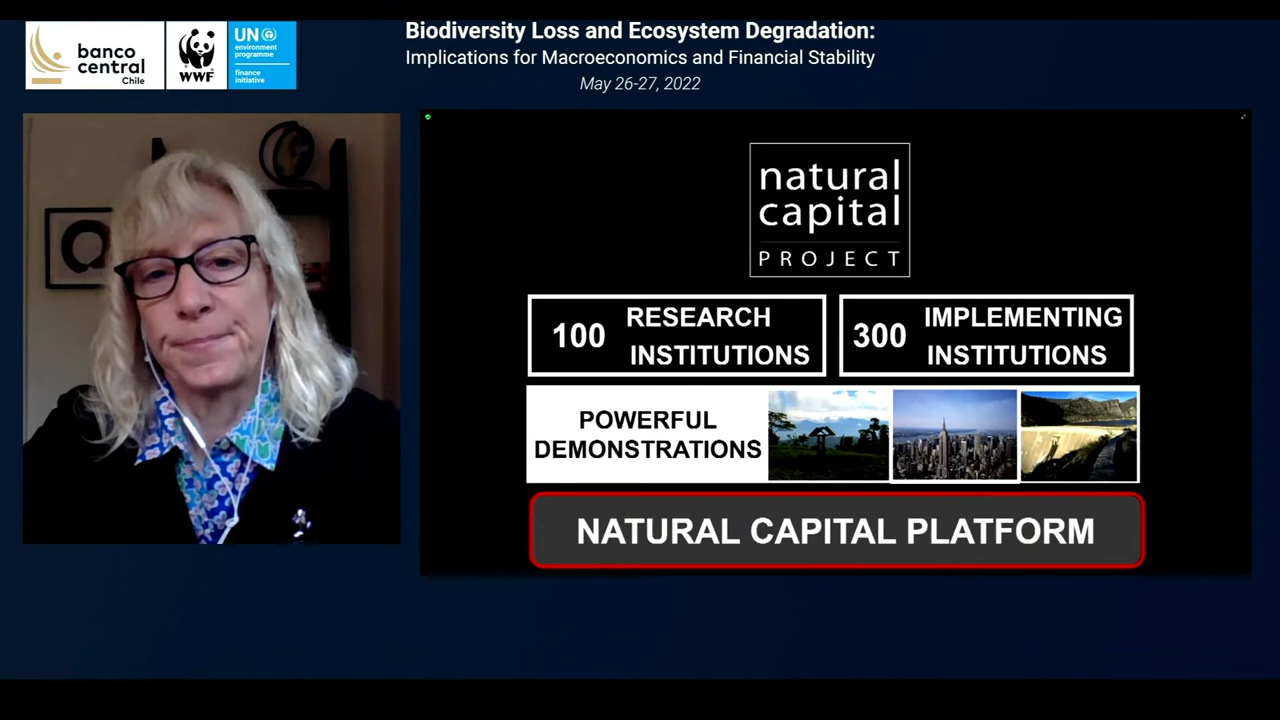 banco
central
Chile
WWF
UN
environment
programme
finance
initiative
Biodiversity Loss and Ecosystem Degradation:
Implications for Macroeconomics and Financial Stability
May 26-27, 2022
natural
capital
PROJECT
100 RESEARCH
INSTITUTIONS
300 IMPLEMENTING
INSTITUTIONS
POWERFUL
DEMONSTRATIONS
NATURAL CAPITAL PLATFORM